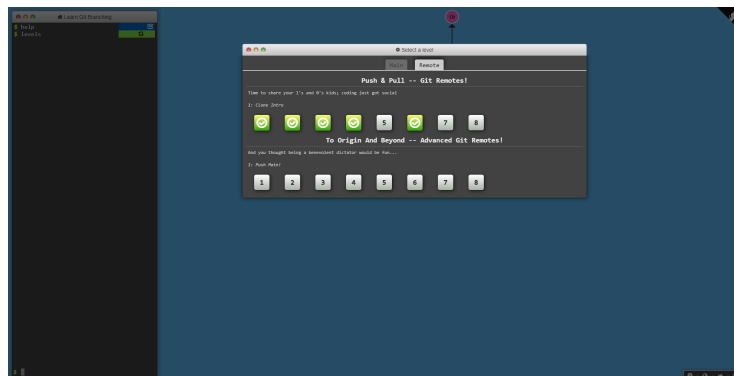 Learn Git Branching
$ help
$ levels
C0
Select a level
Main Remote
Push & Pull -- Git Remotes!
Time to share your 1's and 0's kids; coding just got social
1: Clone Intro
5 7 8
To Origin And Beyond -- Advanced Git Remotes!
And you thought being a benevolent dictator would be fun...
1: Push Main!
1 2 3 4 5 6 7 8
$